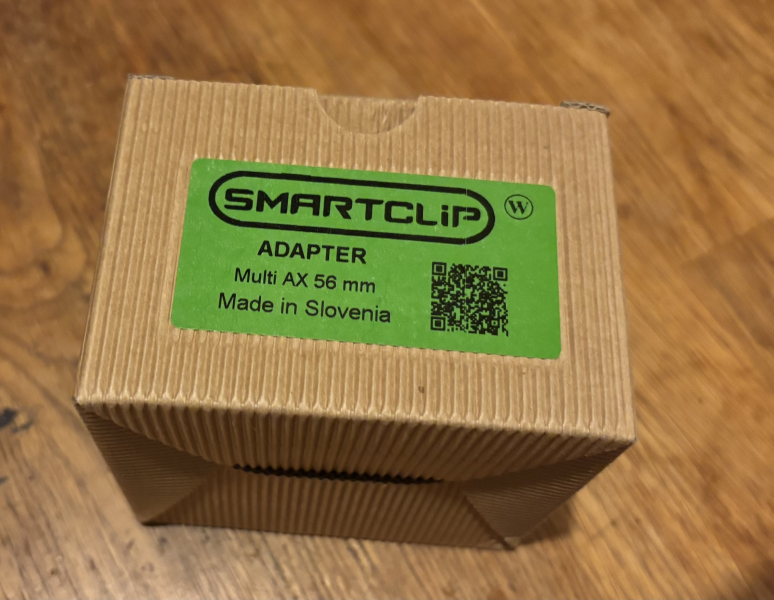 SMARTCLiP W
ADAPTER
Multi AX 56 mm
Made in Slovenia